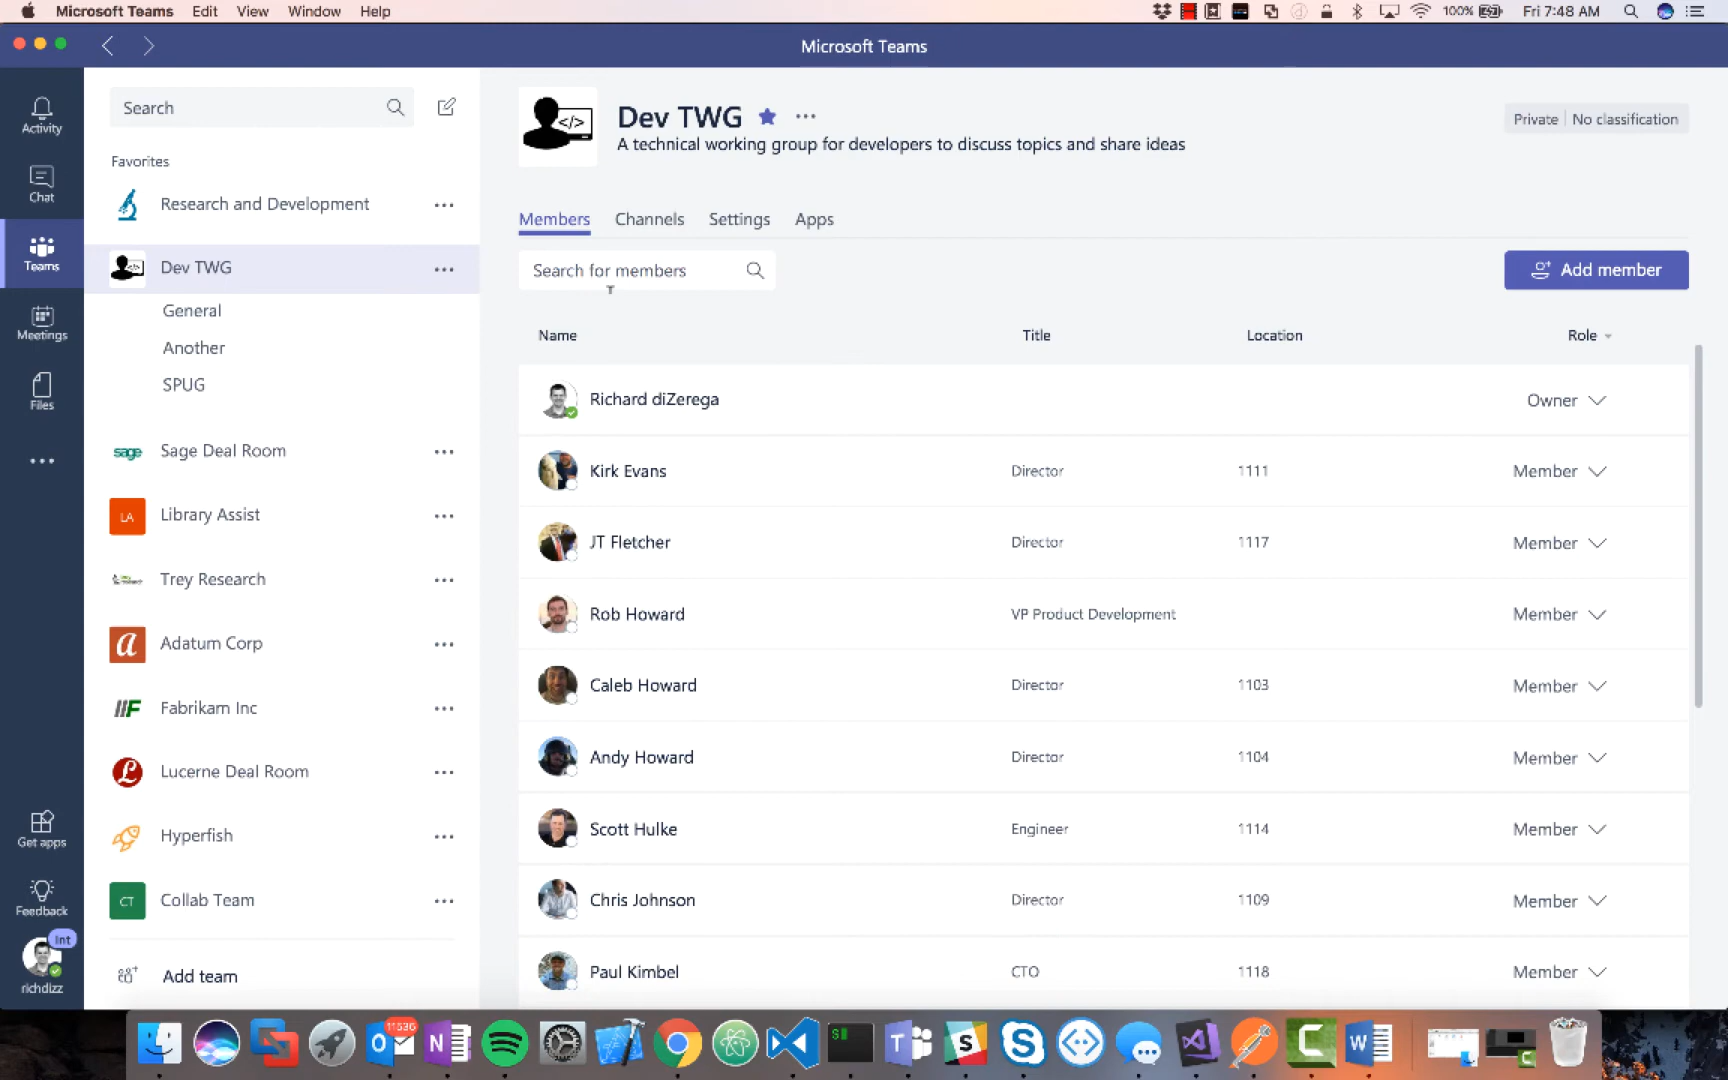 Microsoft Teams Edit View Window Help 100% Fri 7:48 AM
Microsoft Teams
Activity
Chat
Teams
Meetings
Files
Get apps
Feedback
Int
richdizz
Search
Favorites
Research and Development
Dev TWG
General
Another
SPUG
sage Sage Deal Room
LA Library Assist
Trey Research
a Adatum Corp
F Fabrikam Inc
L Lucerne Deal Room
Hyperfish
CT Collab Team
Add team
</> Dev TWG
A technical working group for developers to discuss topics and share ideas
Private No classification
Members Channels Settings Apps
Search for members Add member
Name Title Location Role
Richard diZerega Owner
Kirk Evans Director 1111 Member
JT Fletcher Director 1117 Member
Rob Howard VP Product Development Member
Caleb Howard Director 1103 Member
Andy Howard Director 1104 Member
Scott Hulke Engineer 1114 Member
Chris Johnson Director 1109 Member
Paul Kimbel CTO 1118 Member
11536